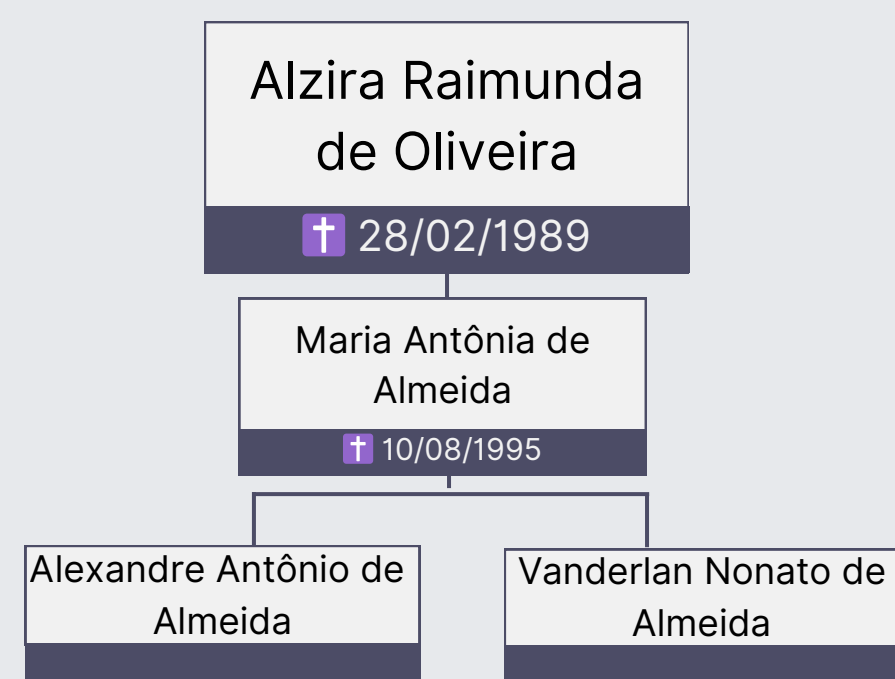 Alzira Raimunda
de Oliveira
✝️ 28/02/1989
Maria Antônia de
Almeida
✝️ 10/08/1995
Alexandre Antônio de
Almeida
Vanderlan Nonato de
Almeida